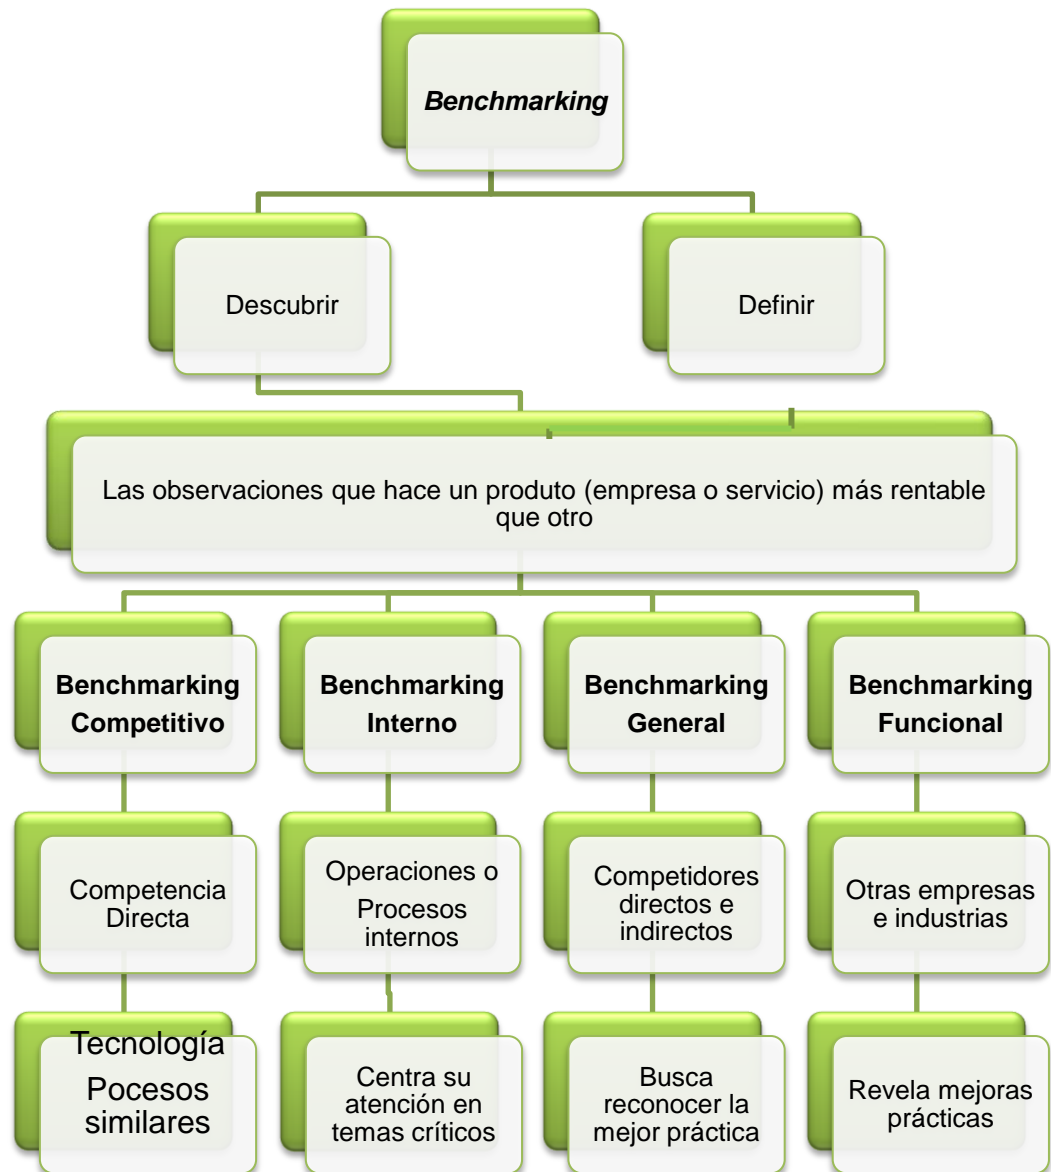 Benchmarking
Descubrir
Definir
Las observaciones que hace un produto (empresa o servicio) más rentable
que otro
Benchmarking
Competitivo
Benchmarking
Interno
Benchmarking
General
Benchmarking
Funcional
Competencia
Directa
Operaciones o
Procesos
internos
Competidores
directos e
indirectos
Otras empresas
e industrias
Tecnología
Pocesos
similares
Centra su
atención en
temas críticos
Busca
reconocer la
mejor práctica
Revela mejoras
prácticas